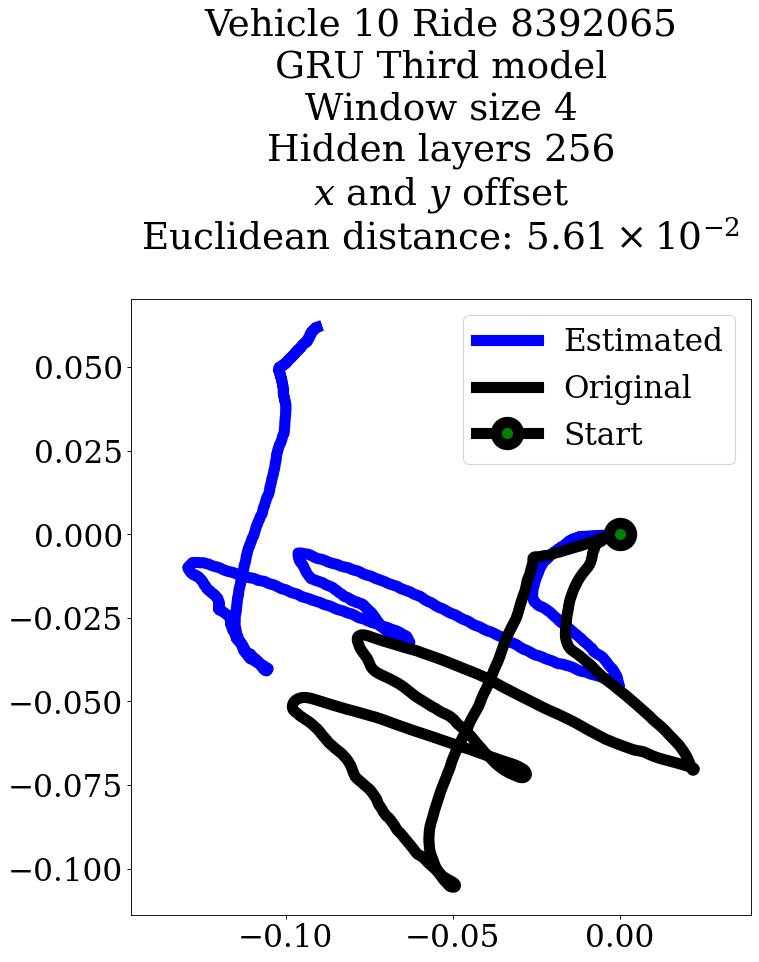 Vehicle 10 Ride 8392065
GRU Third model
Window size 4
Hidden layers 256
x and y offset
Euclidean distance: 5.61 × 10⁻²
Estimated
Original
Start
0.050
0.025
0.000
−0.025
−0.050
−0.075
−0.100
−0.10
−0.05
0.00